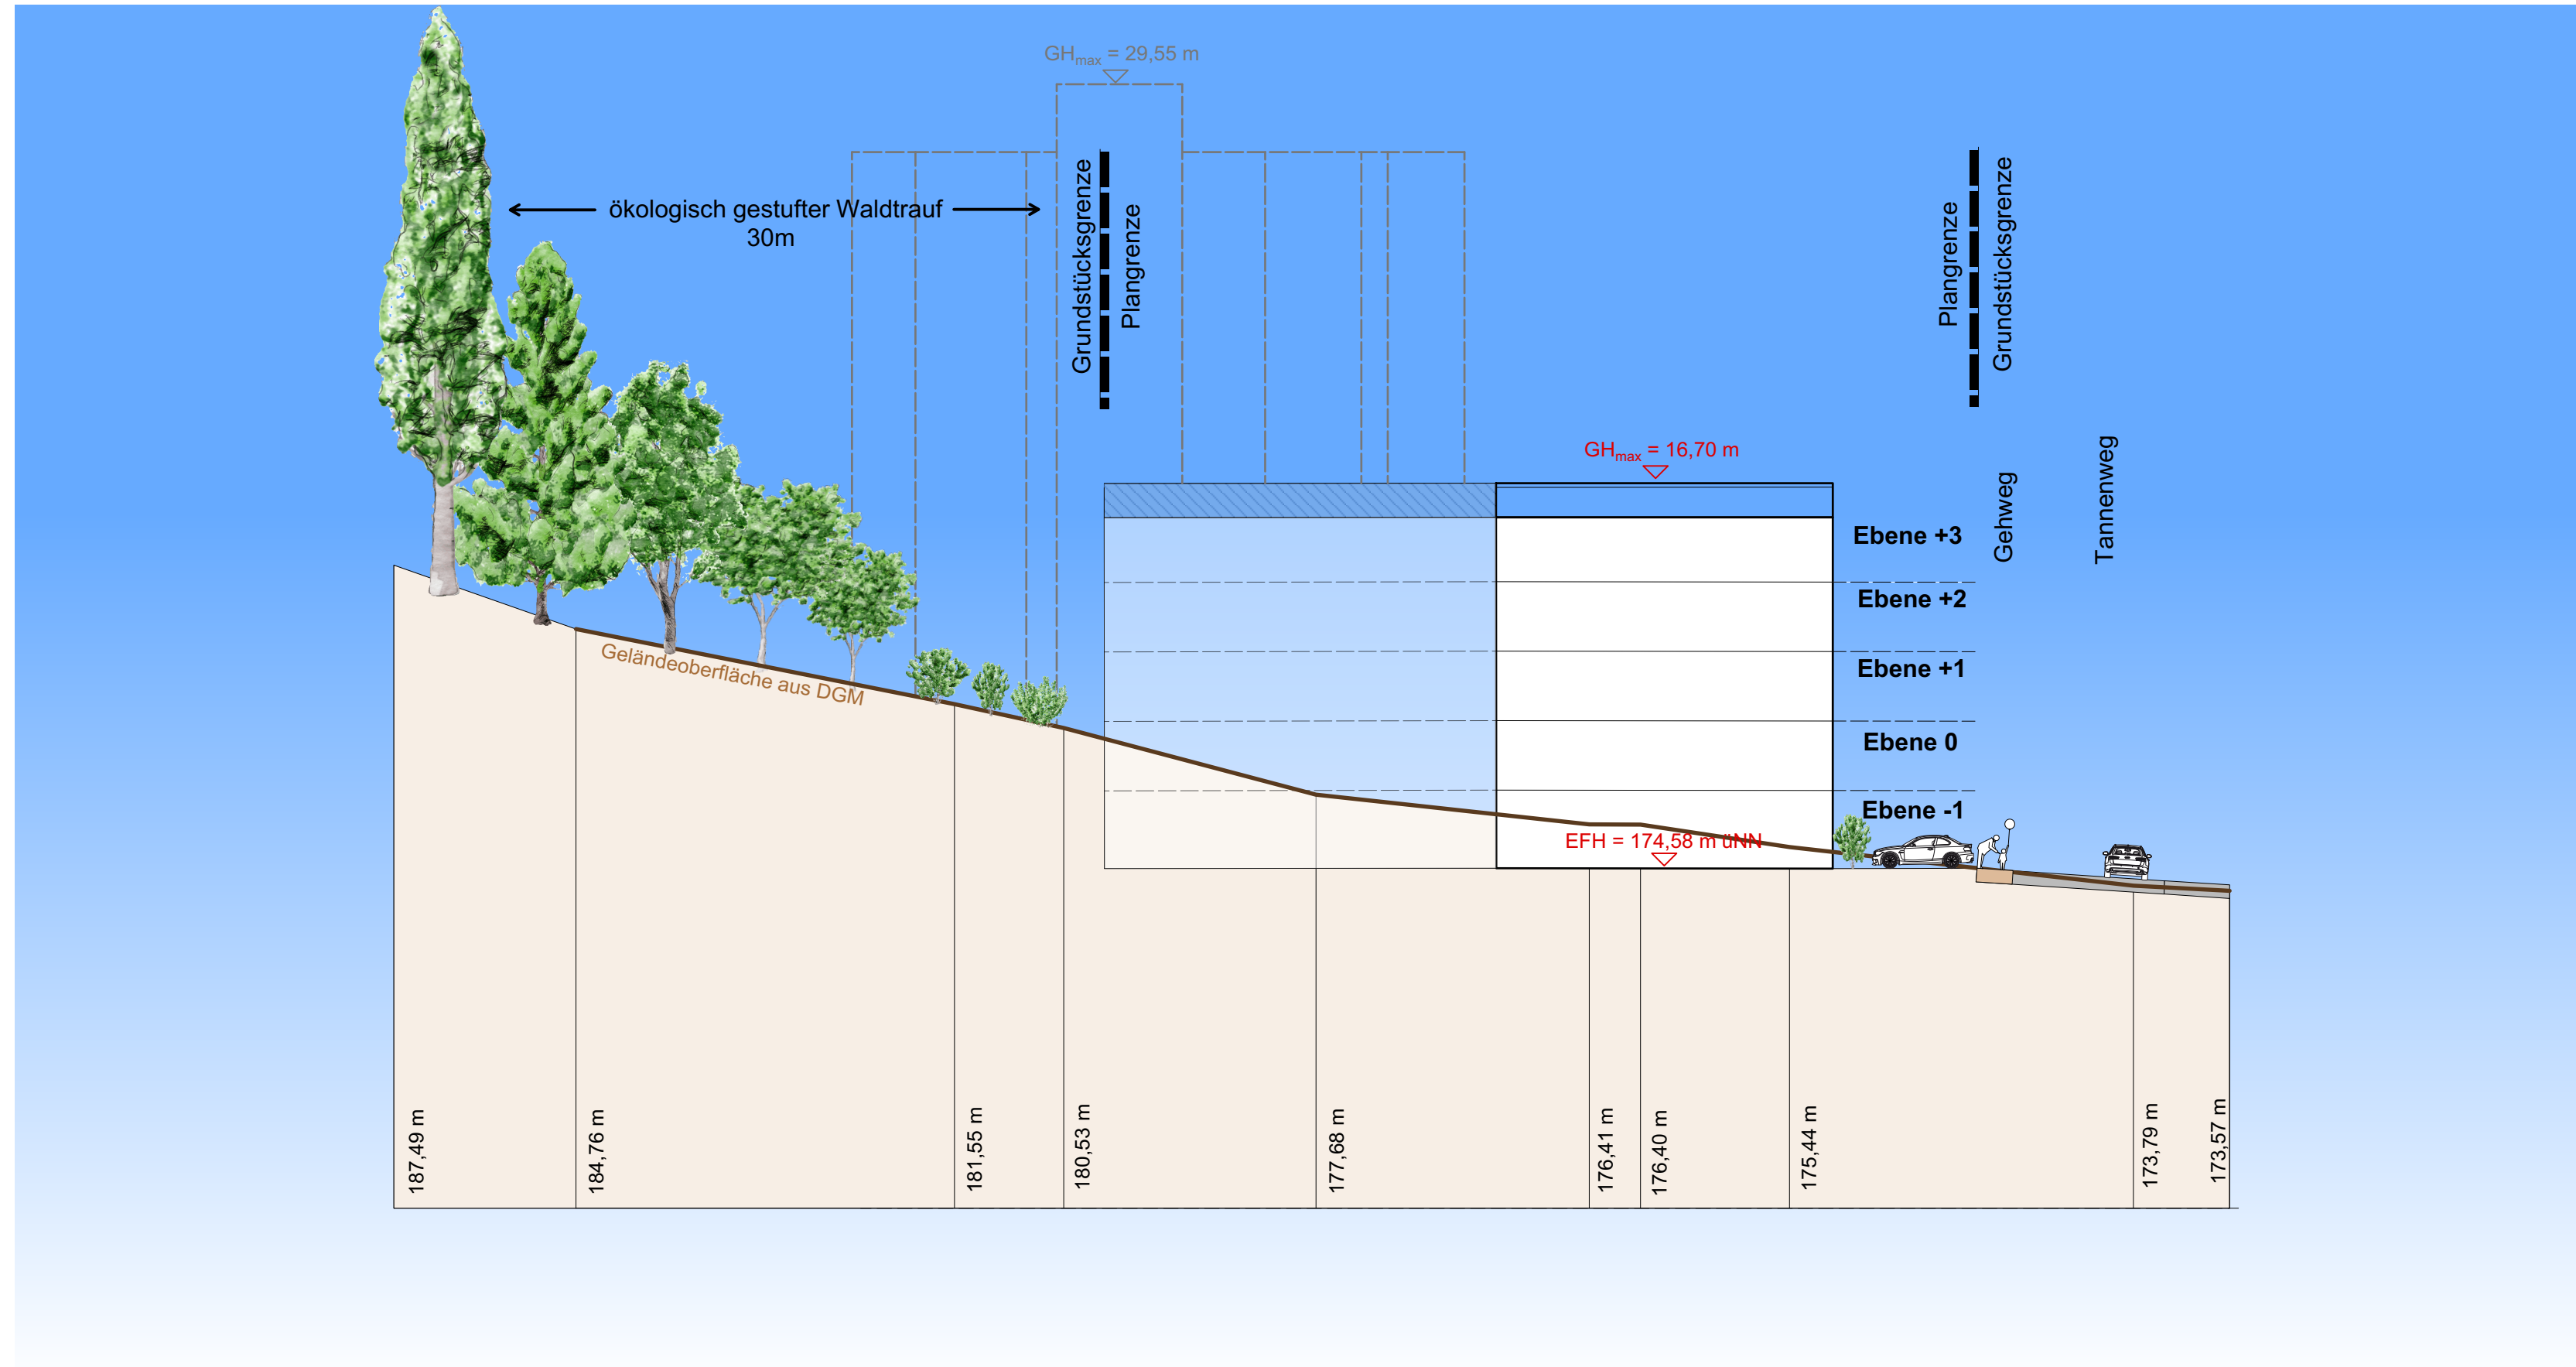 GHmax = 29,55 m
ökologisch gestufter Waldtrauf
30m
Grundstücksgrenze
Plangrenze
Plangrenze
Grundstücksgrenze
GHmax = 16,70 m
Gehweg
Tannenweg
Ebene +3
Ebene +2
Ebene +1
Ebene 0
Ebene -1
Geländeoberfläche aus DGM
EFH = 174,58 m üNN
187,49 m
184,76 m
181,55 m
180,53 m
177,68 m
176,41 m
176,40 m
175,44 m
173,79 m
173,57 m